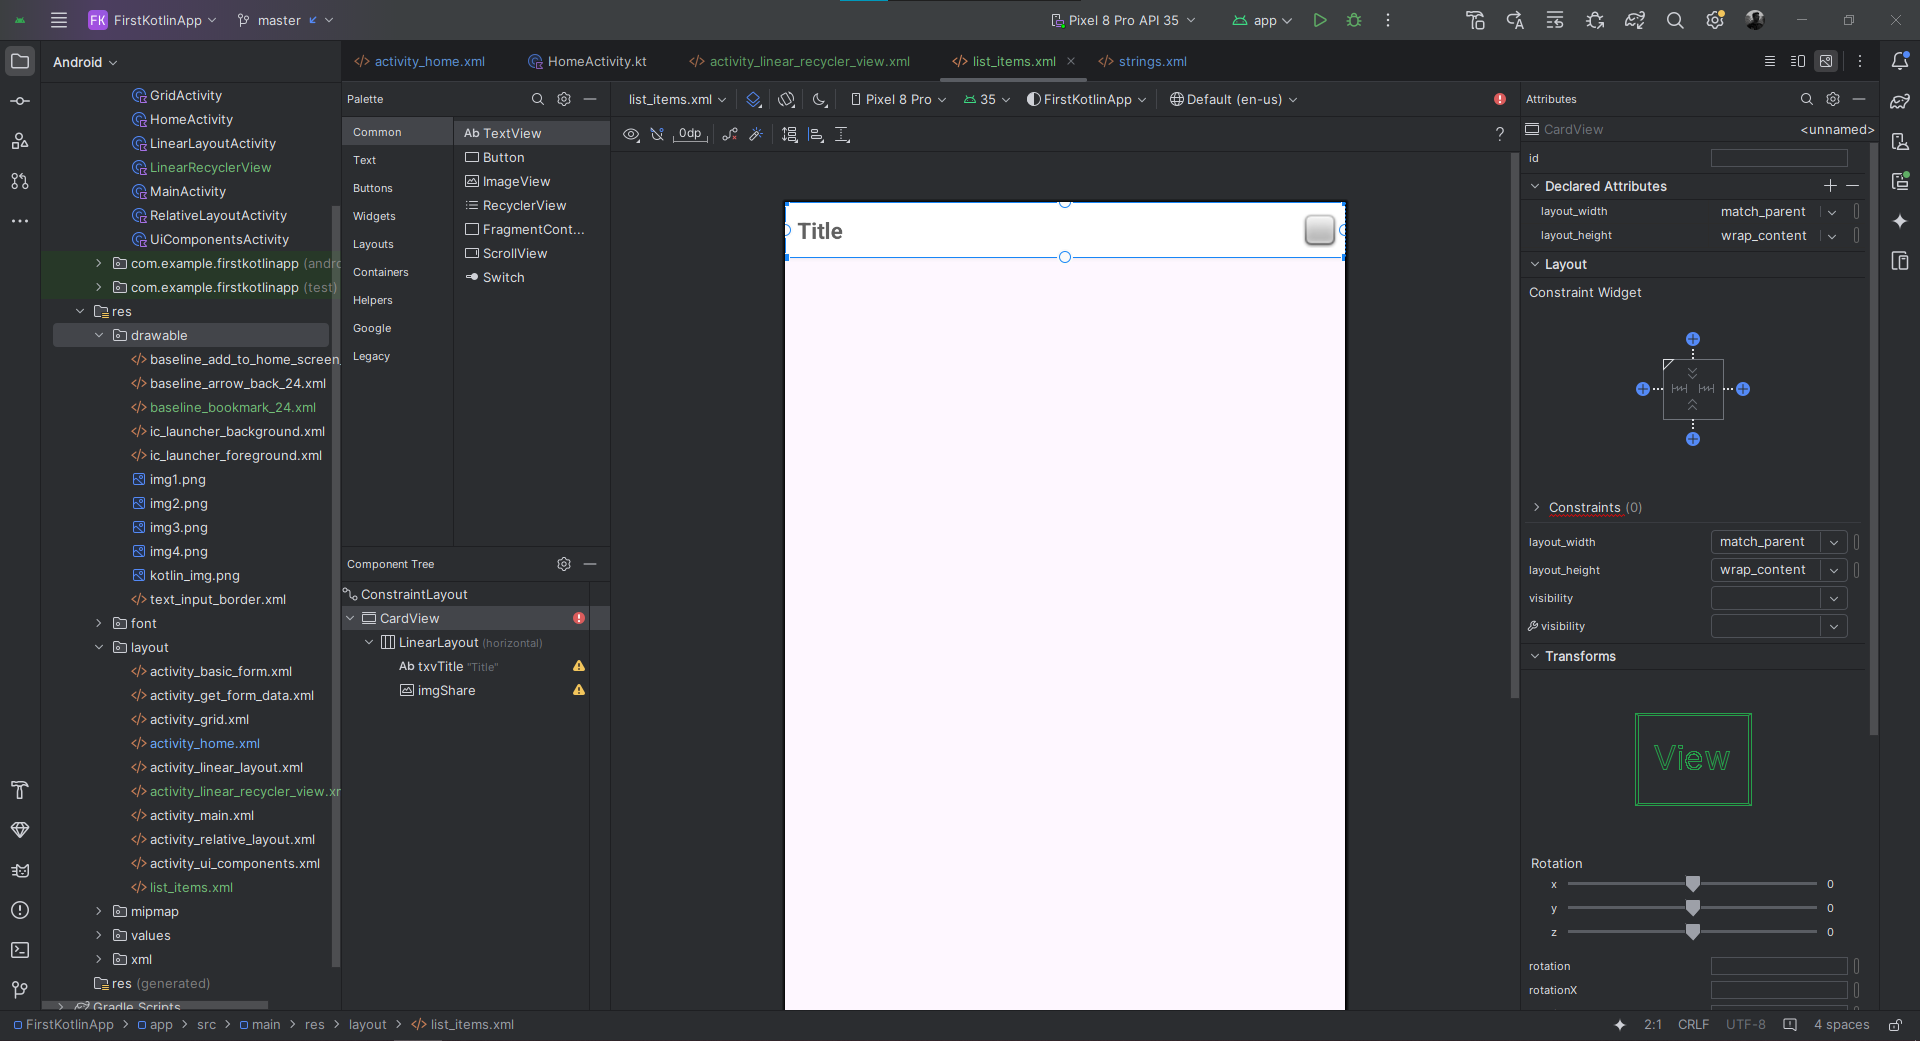 FK FirstKotlinApp master Pixel 8 Pro API 35 app
Android
activity_home.xml HomeActivity.kt activity_linear_recycler_view.xml list_items.xml strings.xml
GridActivity
HomeActivity
LinearLayoutActivity
LinearRecyclerView
MainActivity
RelativeLayoutActivity
UiComponentsActivity
com.example.firstkotlinapp (andro
com.example.firstkotlinapp (test)
res
drawable
baseline_add_to_home_screen_
baseline_arrow_back_24.xml
baseline_bookmark_24.xml
ic_launcher_background.xml
ic_launcher_foreground.xml
img1.png
img2.png
img3.png
img4.png
kotlin_img.png
text_input_border.xml
font
layout
activity_basic_form.xml
activity_get_form_data.xml
activity_grid.xml
activity_home.xml
activity_linear_layout.xml
activity_linear_recycler_view.xm
activity_main.xml
activity_relative_layout.xml
activity_ui_components.xml
list_items.xml
mipmap
values
xml
res (generated)
Gradle Scripts
Palette
Common
Text
Buttons
Widgets
Layouts
Containers
Helpers
Google
Legacy
Ab TextView
Button
ImageView
RecyclerView
FragmentCont...
ScrollView
Switch
Component Tree
ConstraintLayout
CardView
LinearLayout (horizontal)
Ab txvTitle "Title"
imgShare
list_items.xml Pixel 8 Pro 35 FirstKotlinApp Default (en-us)
0dp ?
Title
Attributes
CardView <unnamed>
id
Declared Attributes
layout_width match_parent
layout_height wrap_content
Layout
Constraint Widget
Constraints (0)
layout_width match_parent
layout_height wrap_content
visibility
visibility
Transforms
View
Rotation
x 0
y 0
z 0
rotation
rotationX
FirstKotlinApp > app > src > main > res > layout > list_items.xml 2:1 CRLF UTF-8 4 spaces